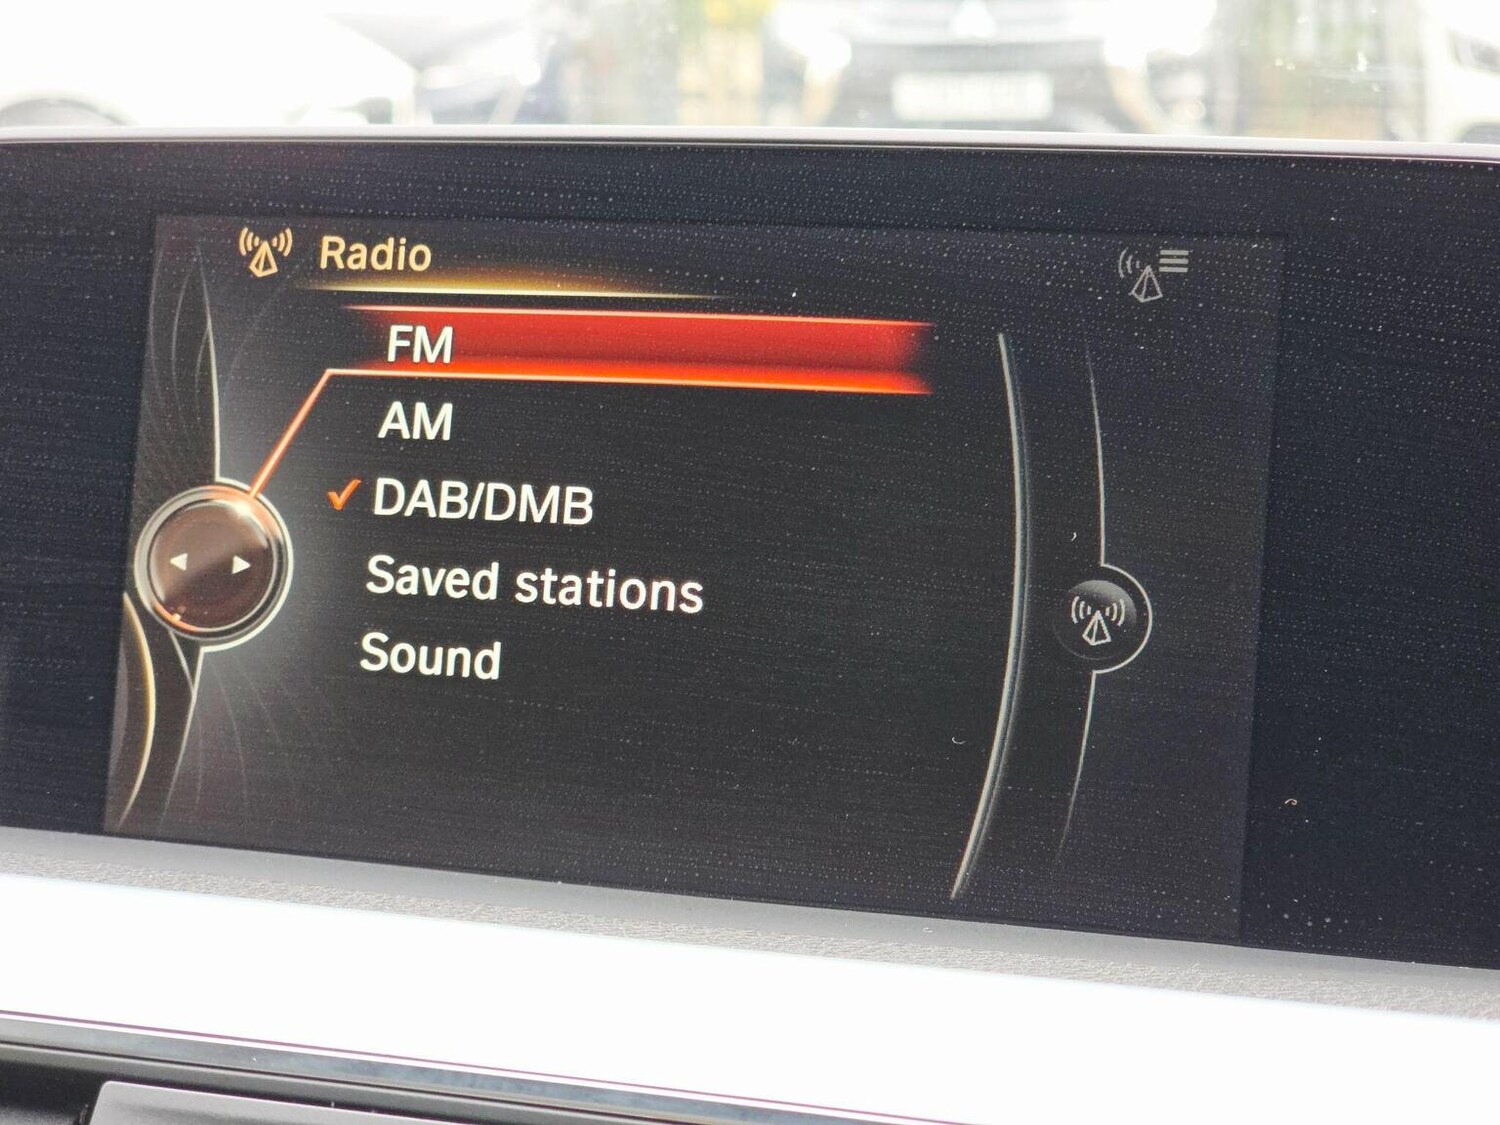 Radio
FM
AM
DAB/DMB
Saved stations
Sound